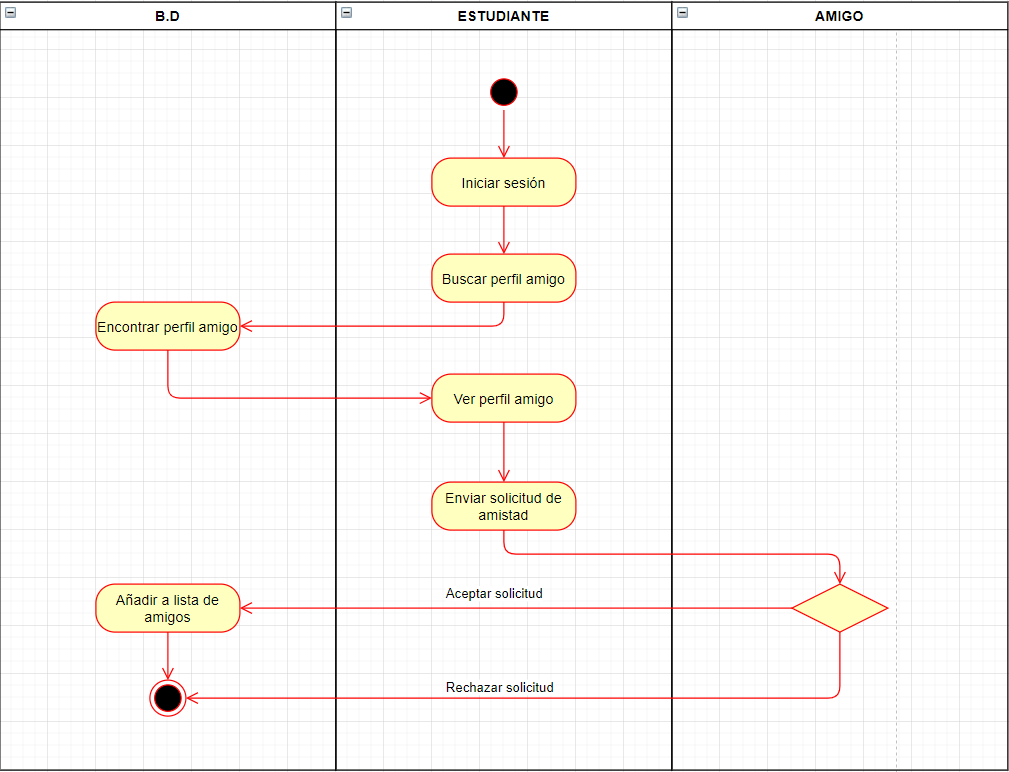 B.D
ESTUDIANTE
AMIGO
Iniciar sesión
Buscar perfil amigo
Encontrar perfil amigo
Ver perfil amigo
Enviar solicitud de
amistad
Aceptar solicitud
Añadir a lista de
amigos
Rechazar solicitud